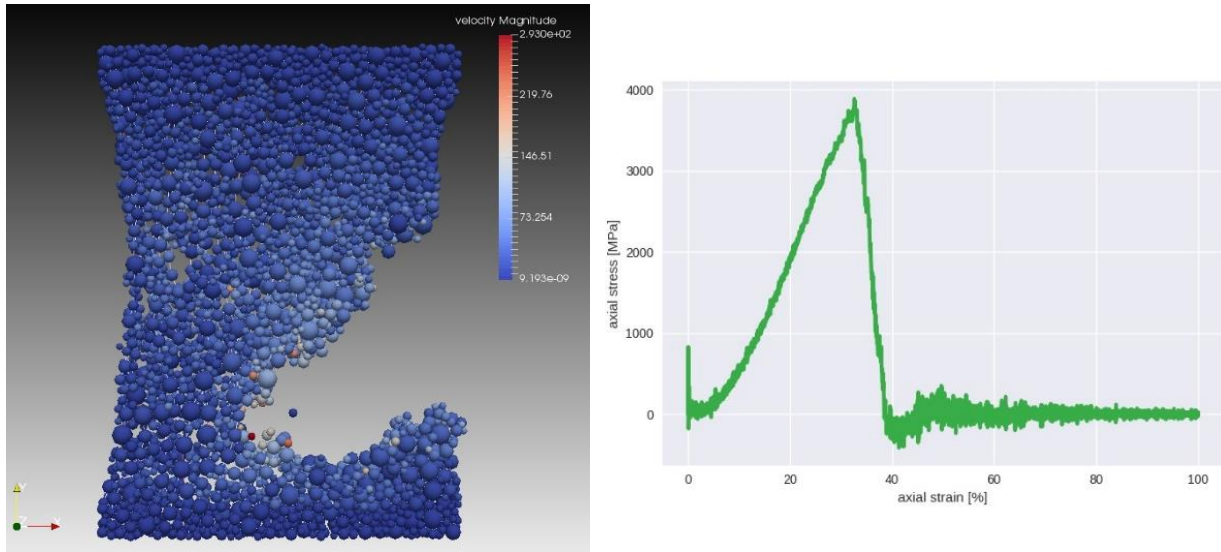 velocity Magnitude
2.930e+02
219.76
146.51
73.254
9.193e-09
Y
Z
X
4000
3000
2000
1000
0
axial stress [MPa]
0 20 40 60 80 100
axial strain [%]